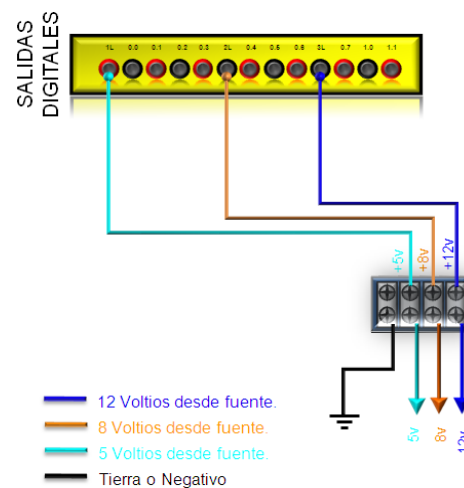 SALIDAS
DIGITALES
1L 0.0 0.1 0.2 0.3 2L 0.4 0.5 0.6 3L 0.7 1.0 1.1
+5v +8v +12v
5v 8v 12v
12 Voltios desde fuente.
8 Voltios desde fuente.
5 Voltios desde fuente.
Tierra o Negativo